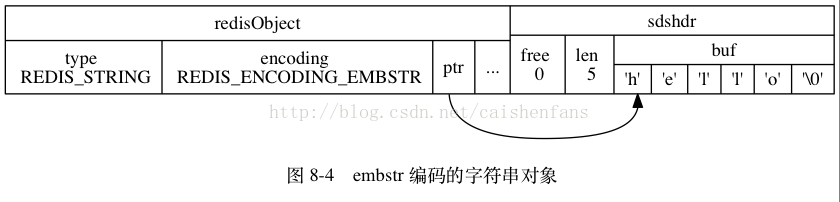 redisObject
sdshdr
type
REDIS_STRING
encoding
REDIS_ENCODING_EMBSTR
ptr
...
free
0
len
5
buf
'h' 'e' 'l' 'l' 'o' '\0'
http://blog.csdn.net/caishenfans
图 8-4 embstr 编码的字符串对象